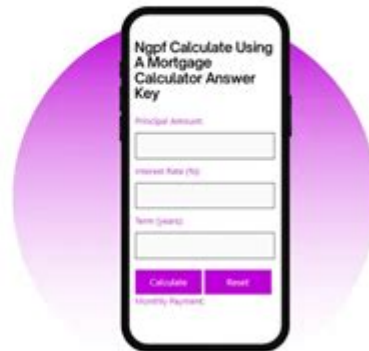 Ngpf Calculate Using
A Mortgage
Calculator Answer
Key
Principal Amount:
Interest Rate (%):
Term (years):
Calculate Reset
Monthly Payment: